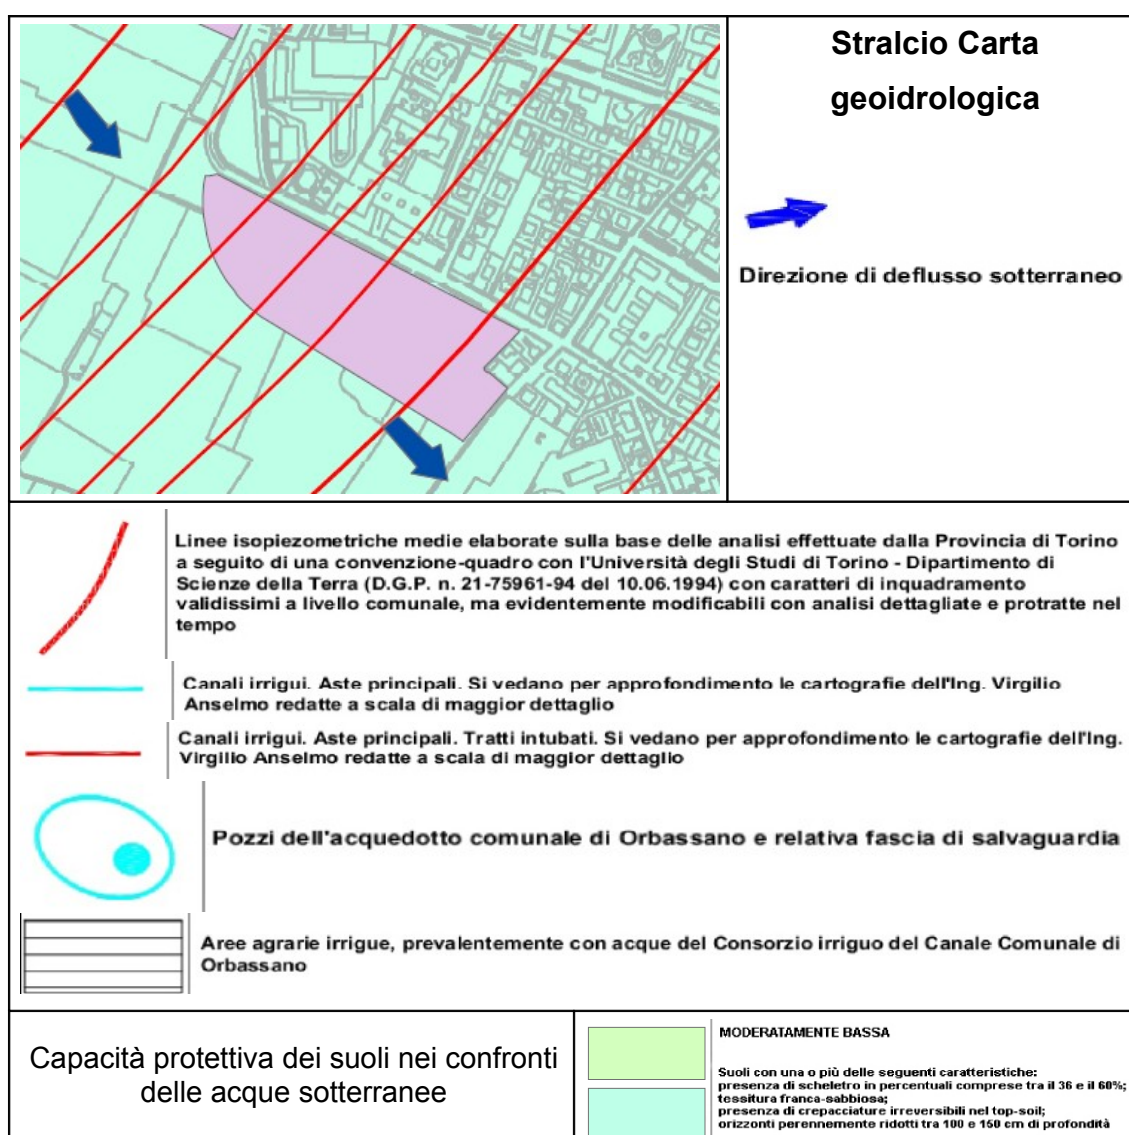 Stralcio Carta
geoidrologica
Direzione di deflusso sotterraneo
Linee isopiezometriche medie elaborate sulla base delle analisi effettuate dalla Provincia di Torino
a seguito di una convenzione-quadro con l'Università degli Studi di Torino - Dipartimento di
Scienze della Terra (D.G.P. n. 21-75961-94 del 10.06.1994) con caratteri di inquadramento
validissimi a livello comunale, ma evidentemente modificabili con analisi dettagliate e protratte nel
tempo
Canali irrigui. Aste principali. Si vedano per approfondimento le cartografie dell'Ing. Virgilio
Anselmo redatte a scala di maggior dettaglio
Canali irrigui. Aste principali. Tratti intubati. Si vedano per approfondimento le cartografie dell'Ing.
Virgilio Anselmo redatte a scala di maggior dettaglio
Pozzi dell'acquedotto comunale di Orbassano e relativa fascia di salvaguardia
Aree agrarie irrigue, prevalentemente con acque del Consorzio irriguo del Canale Comunale di
Orbassano
Capacità protettiva dei suoli nei confronti
delle acque sotterranee
MODERATAMENTE BASSA
Suoli con una o più delle seguenti caratteristiche:
presenza di scheletro in percentuali comprese tra il 36 e il 60%;
tessitura franca-sabbiosa;
presenza di crepacciature irreversibili nel top-soil;
orizzonti perennemente ridotti tra 100 e 150 cm di profondità